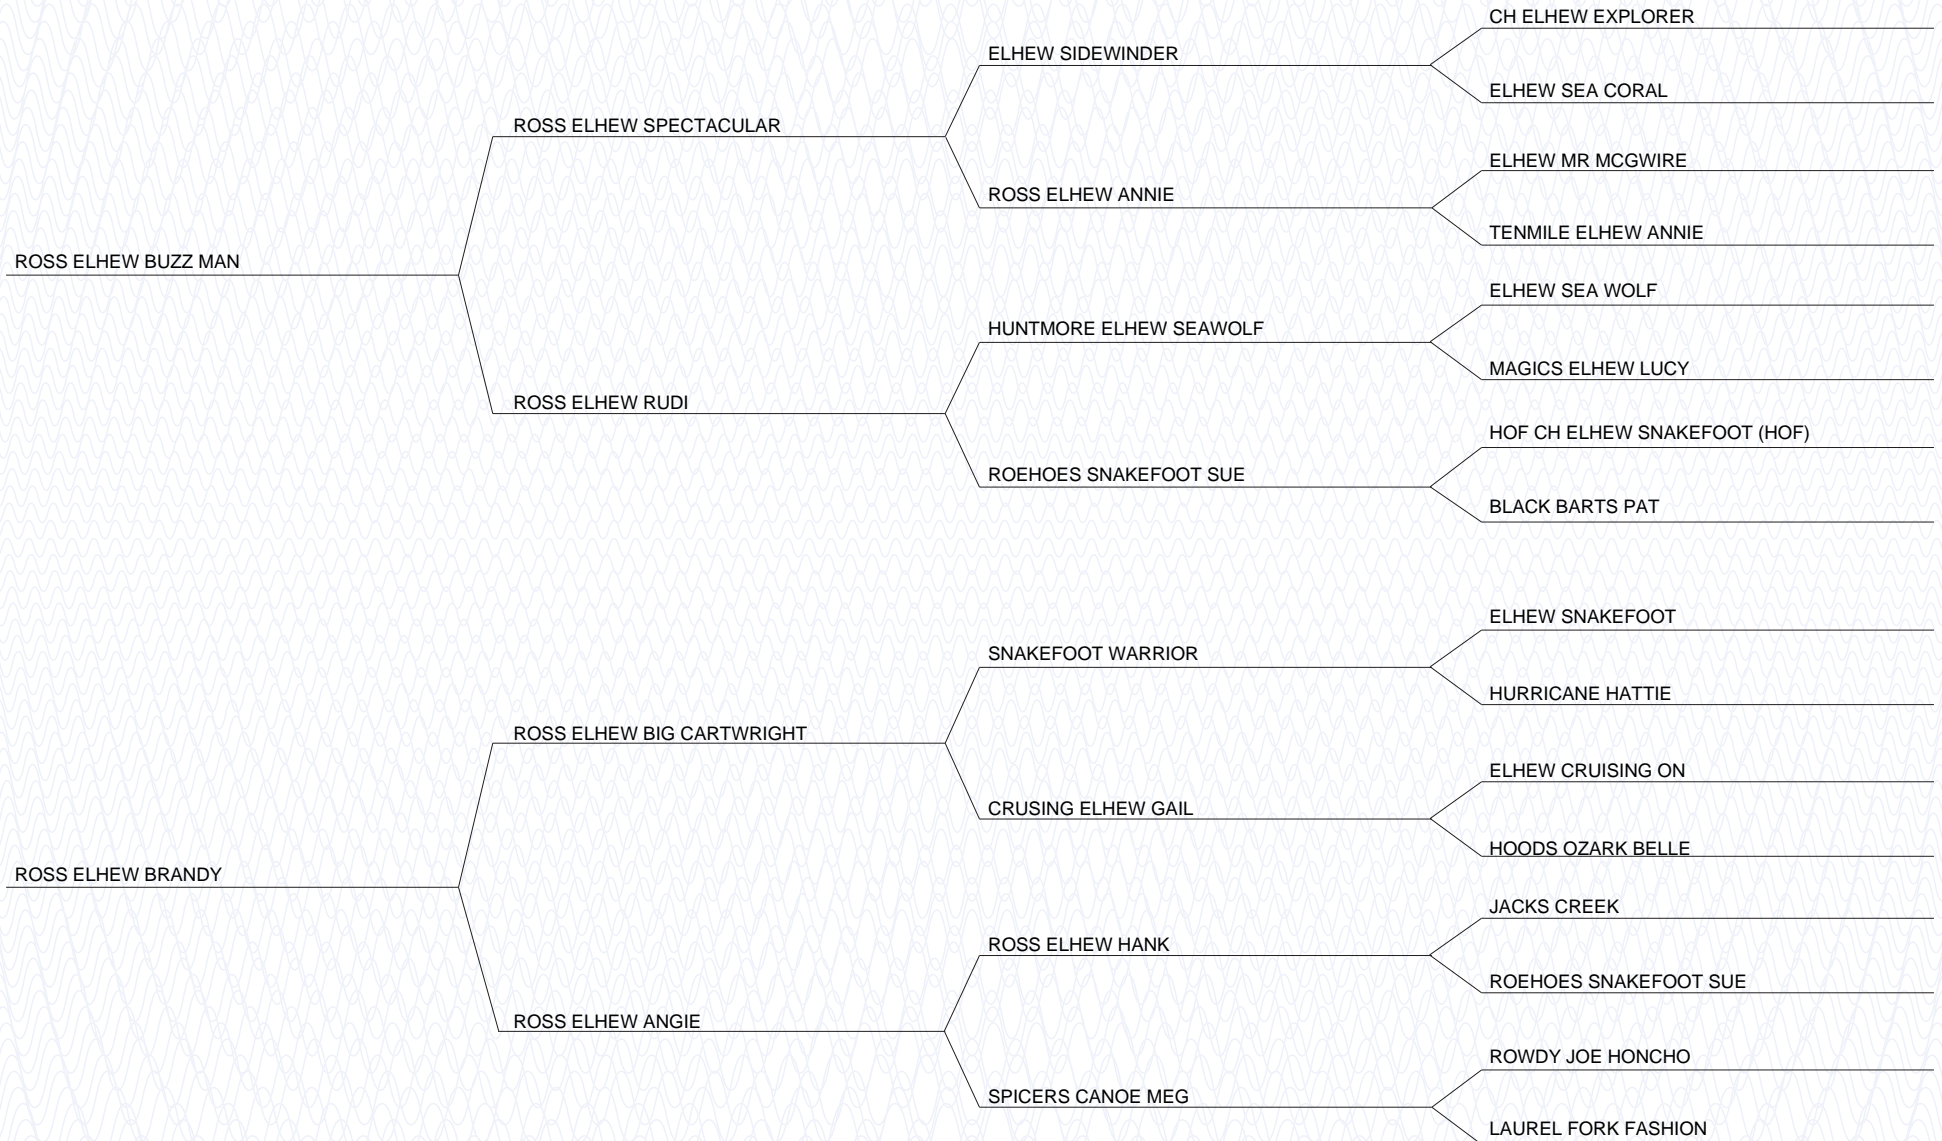 CH ELHEW EXPLORER
ELHEW SIDEWINDER
ELHEW SEA CORAL
ROSS ELHEW SPECTACULAR
ELHEW MR MCGWIRE
ROSS ELHEW ANNIE
TENMILE ELHEW ANNIE
ROSS ELHEW BUZZ MAN
ELHEW SEA WOLF
HUNTMORE ELHEW SEAWOLF
MAGICS ELHEW LUCY
ROSS ELHEW RUDI
HOF CH ELHEW SNAKEFOOT (HOF)
ROEHOES SNAKEFOOT SUE
BLACK BARTS PAT
ELHEW SNAKEFOOT
SNAKEFOOT WARRIOR
HURRICANE HATTIE
ROSS ELHEW BIG CARTWRIGHT
ELHEW CRUISING ON
CRUSING ELHEW GAIL
HOODS OZARK BELLE
ROSS ELHEW BRANDY
JACKS CREEK
ROSS ELHEW HANK
ROEHOES SNAKEFOOT SUE
ROSS ELHEW ANGIE
ROWDY JOE HONCHO
SPICERS CANOE MEG
LAUREL FORK FASHION